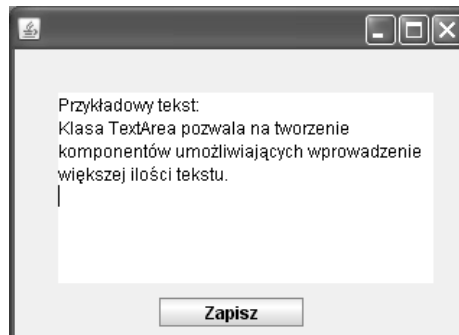 Przykładowy tekst:
Klasa TextArea pozwala na tworzenie
komponentów umożliwiających wprowadzenie
większej ilości tekstu.
Zapisz